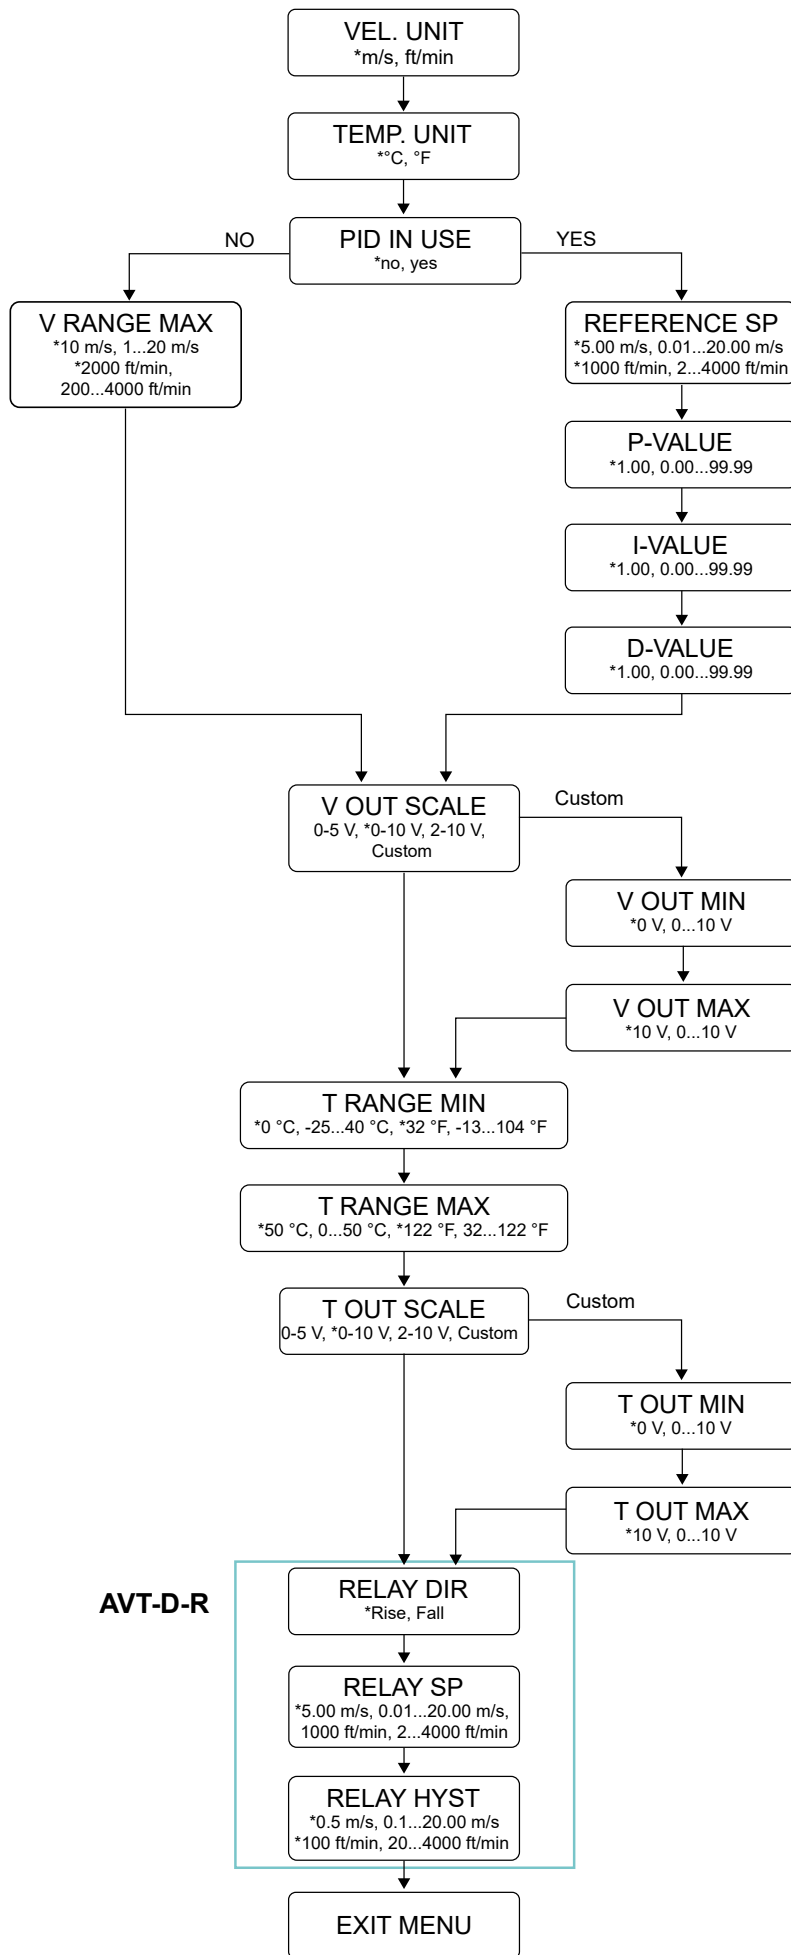 VEL. UNIT
*m/s, ft/min
TEMP. UNIT
*°C, °F
NO
PID IN USE
*no, yes
YES
V RANGE MAX
*10 m/s, 1...20 m/s
*2000 ft/min,
200...4000 ft/min
REFERENCE SP
*5.00 m/s, 0.01...20.00 m/s
*1000 ft/min, 2...4000 ft/min
P-VALUE
*1.00, 0.00...99.99
I-VALUE
*1.00, 0.00...99.99
D-VALUE
*1.00, 0.00...99.99
V OUT SCALE
0-5 V, *0-10 V, 2-10 V,
Custom
Custom
V OUT MIN
*0 V, 0...10 V
V OUT MAX
*10 V, 0...10 V
T RANGE MIN
*0 °C, -25...40 °C, *32 °F, -13...104 °F
T RANGE MAX
*50 °C, 0...50 °C, *122 °F, 32...122 °F
T OUT SCALE
0-5 V, *0-10 V, 2-10 V, Custom
Custom
T OUT MIN
*0 V, 0...10 V
T OUT MAX
*10 V, 0...10 V
AVT-D-R
RELAY DIR
*Rise, Fall
RELAY SP
*5.00 m/s, 0.01...20.00 m/s,
1000 ft/min, 2...4000 ft/min
RELAY HYST
*0.5 m/s, 0.1...20.00 m/s
*100 ft/min, 20...4000 ft/min
EXIT MENU